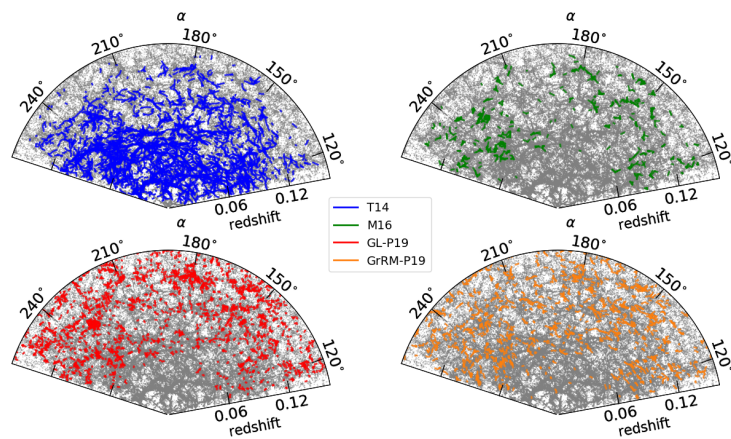 α
α
180°
180°
210°
150°
210°
150°
240°
120°
240°
120°
0.06
0.12
redshift
0.06
0.12
redshift
T14
M16
GL-P19
GrRM-P19
α
α
180°
180°
210°
150°
210°
150°
240°
120°
240°
120°
0.06
0.12
redshift
0.06
0.12
redshift